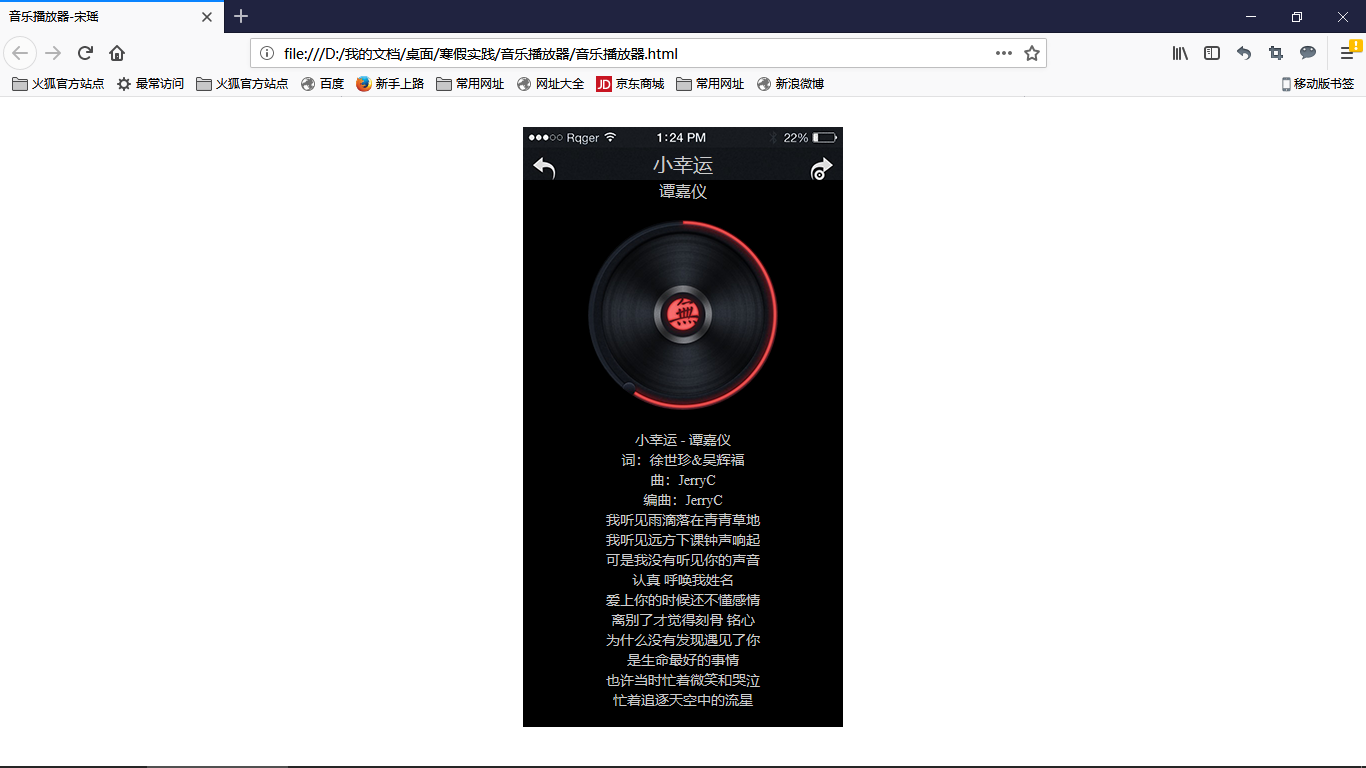 音乐播放器-宋瑶
file:///D:/我的文档/桌面/寒假实践/音乐播放器/音乐播放器.html
火狐官方站点 最常访问 火狐官方站点 百度 新手上路 常用网址 网址大全 JD 京东商城 常用网址 新浪微博 移动版书签
Rqger 1:24 PM 22%
小幸运
谭嘉仪
無
小幸运 - 谭嘉仪
词：徐世珍&吴辉福
曲：JerryC
编曲：JerryC
我听见雨滴落在青青草地
我听见远方下课钟声响起
可是我没有听见你的声音
认真 呼唤我姓名
爱上你的时候还不懂感情
离别了才觉得刻骨 铭心
为什么没有发现遇见了你
是生命最好的事情
也许当时忙着微笑和哭泣
忙着追逐天空中的流星